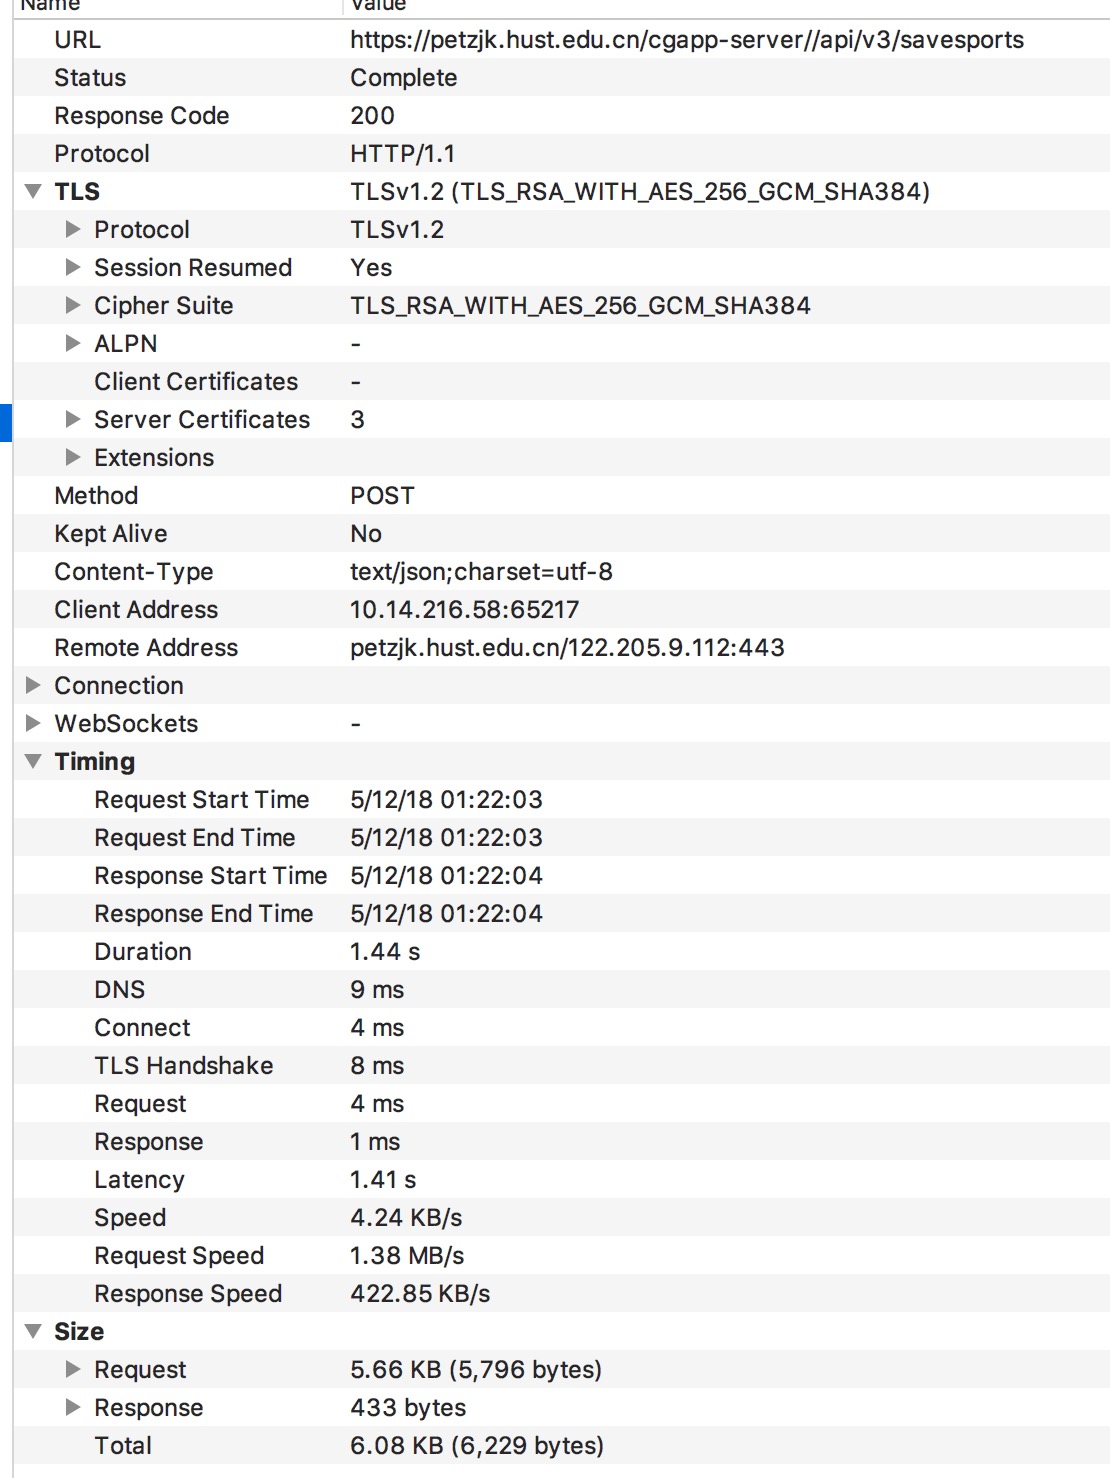 Name Value
URL https://petzjk.hust.edu.cn/cgapp-server//api/v3/savesports
Status Complete
Response Code 200
Protocol HTTP/1.1
TLS TLSv1.2 (TLS_RSA_WITH_AES_256_GCM_SHA384)
Protocol TLSv1.2
Session Resumed Yes
Cipher Suite TLS_RSA_WITH_AES_256_GCM_SHA384
ALPN -
Client Certificates -
Server Certificates 3
Extensions
Method POST
Kept Alive No
Content-Type text/json;charset=utf-8
Client Address 10.14.216.58:65217
Remote Address petzjk.hust.edu.cn/122.205.9.112:443
Connection
WebSockets -
Timing
Request Start Time 5/12/18 01:22:03
Request End Time 5/12/18 01:22:03
Response Start Time 5/12/18 01:22:04
Response End Time 5/12/18 01:22:04
Duration 1.44 s
DNS 9 ms
Connect 4 ms
TLS Handshake 8 ms
Request 4 ms
Response 1 ms
Latency 1.41 s
Speed 4.24 KB/s
Request Speed 1.38 MB/s
Response Speed 422.85 KB/s
Size
Request 5.66 KB (5,796 bytes)
Response 433 bytes
Total 6.08 KB (6,229 bytes)